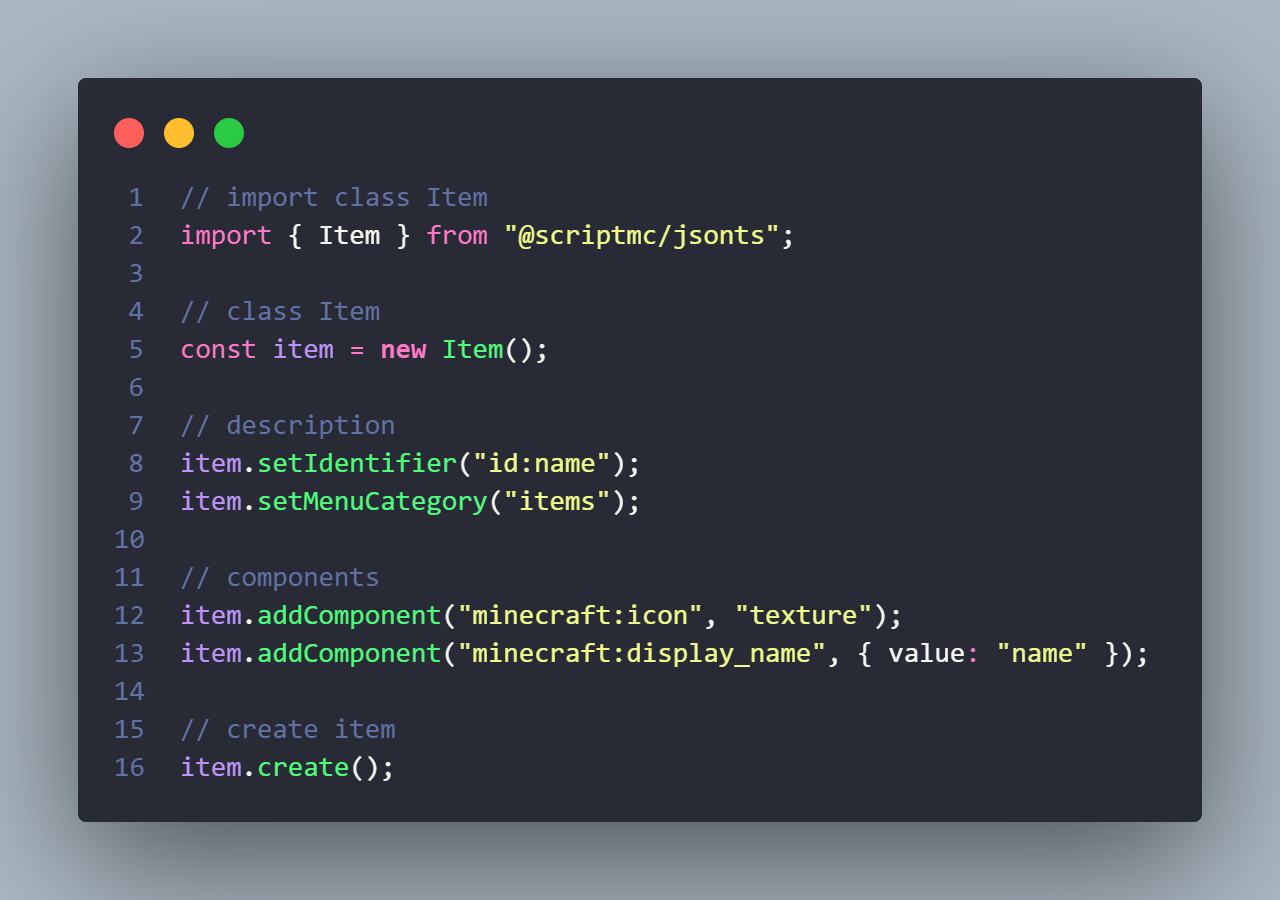 1 // import class Item
2 import { Item } from "@scriptmc/jsonts";
3
4 // class Item
5 const item = new Item();
6
7 // description
8 item.setIdentifier("id:name");
9 item.setMenuCategory("items");
10
11 // components
12 item.addComponent("minecraft:icon", "texture");
13 item.addComponent("minecraft:display_name", { value: "name" });
14
15 // create item
16 item.create();